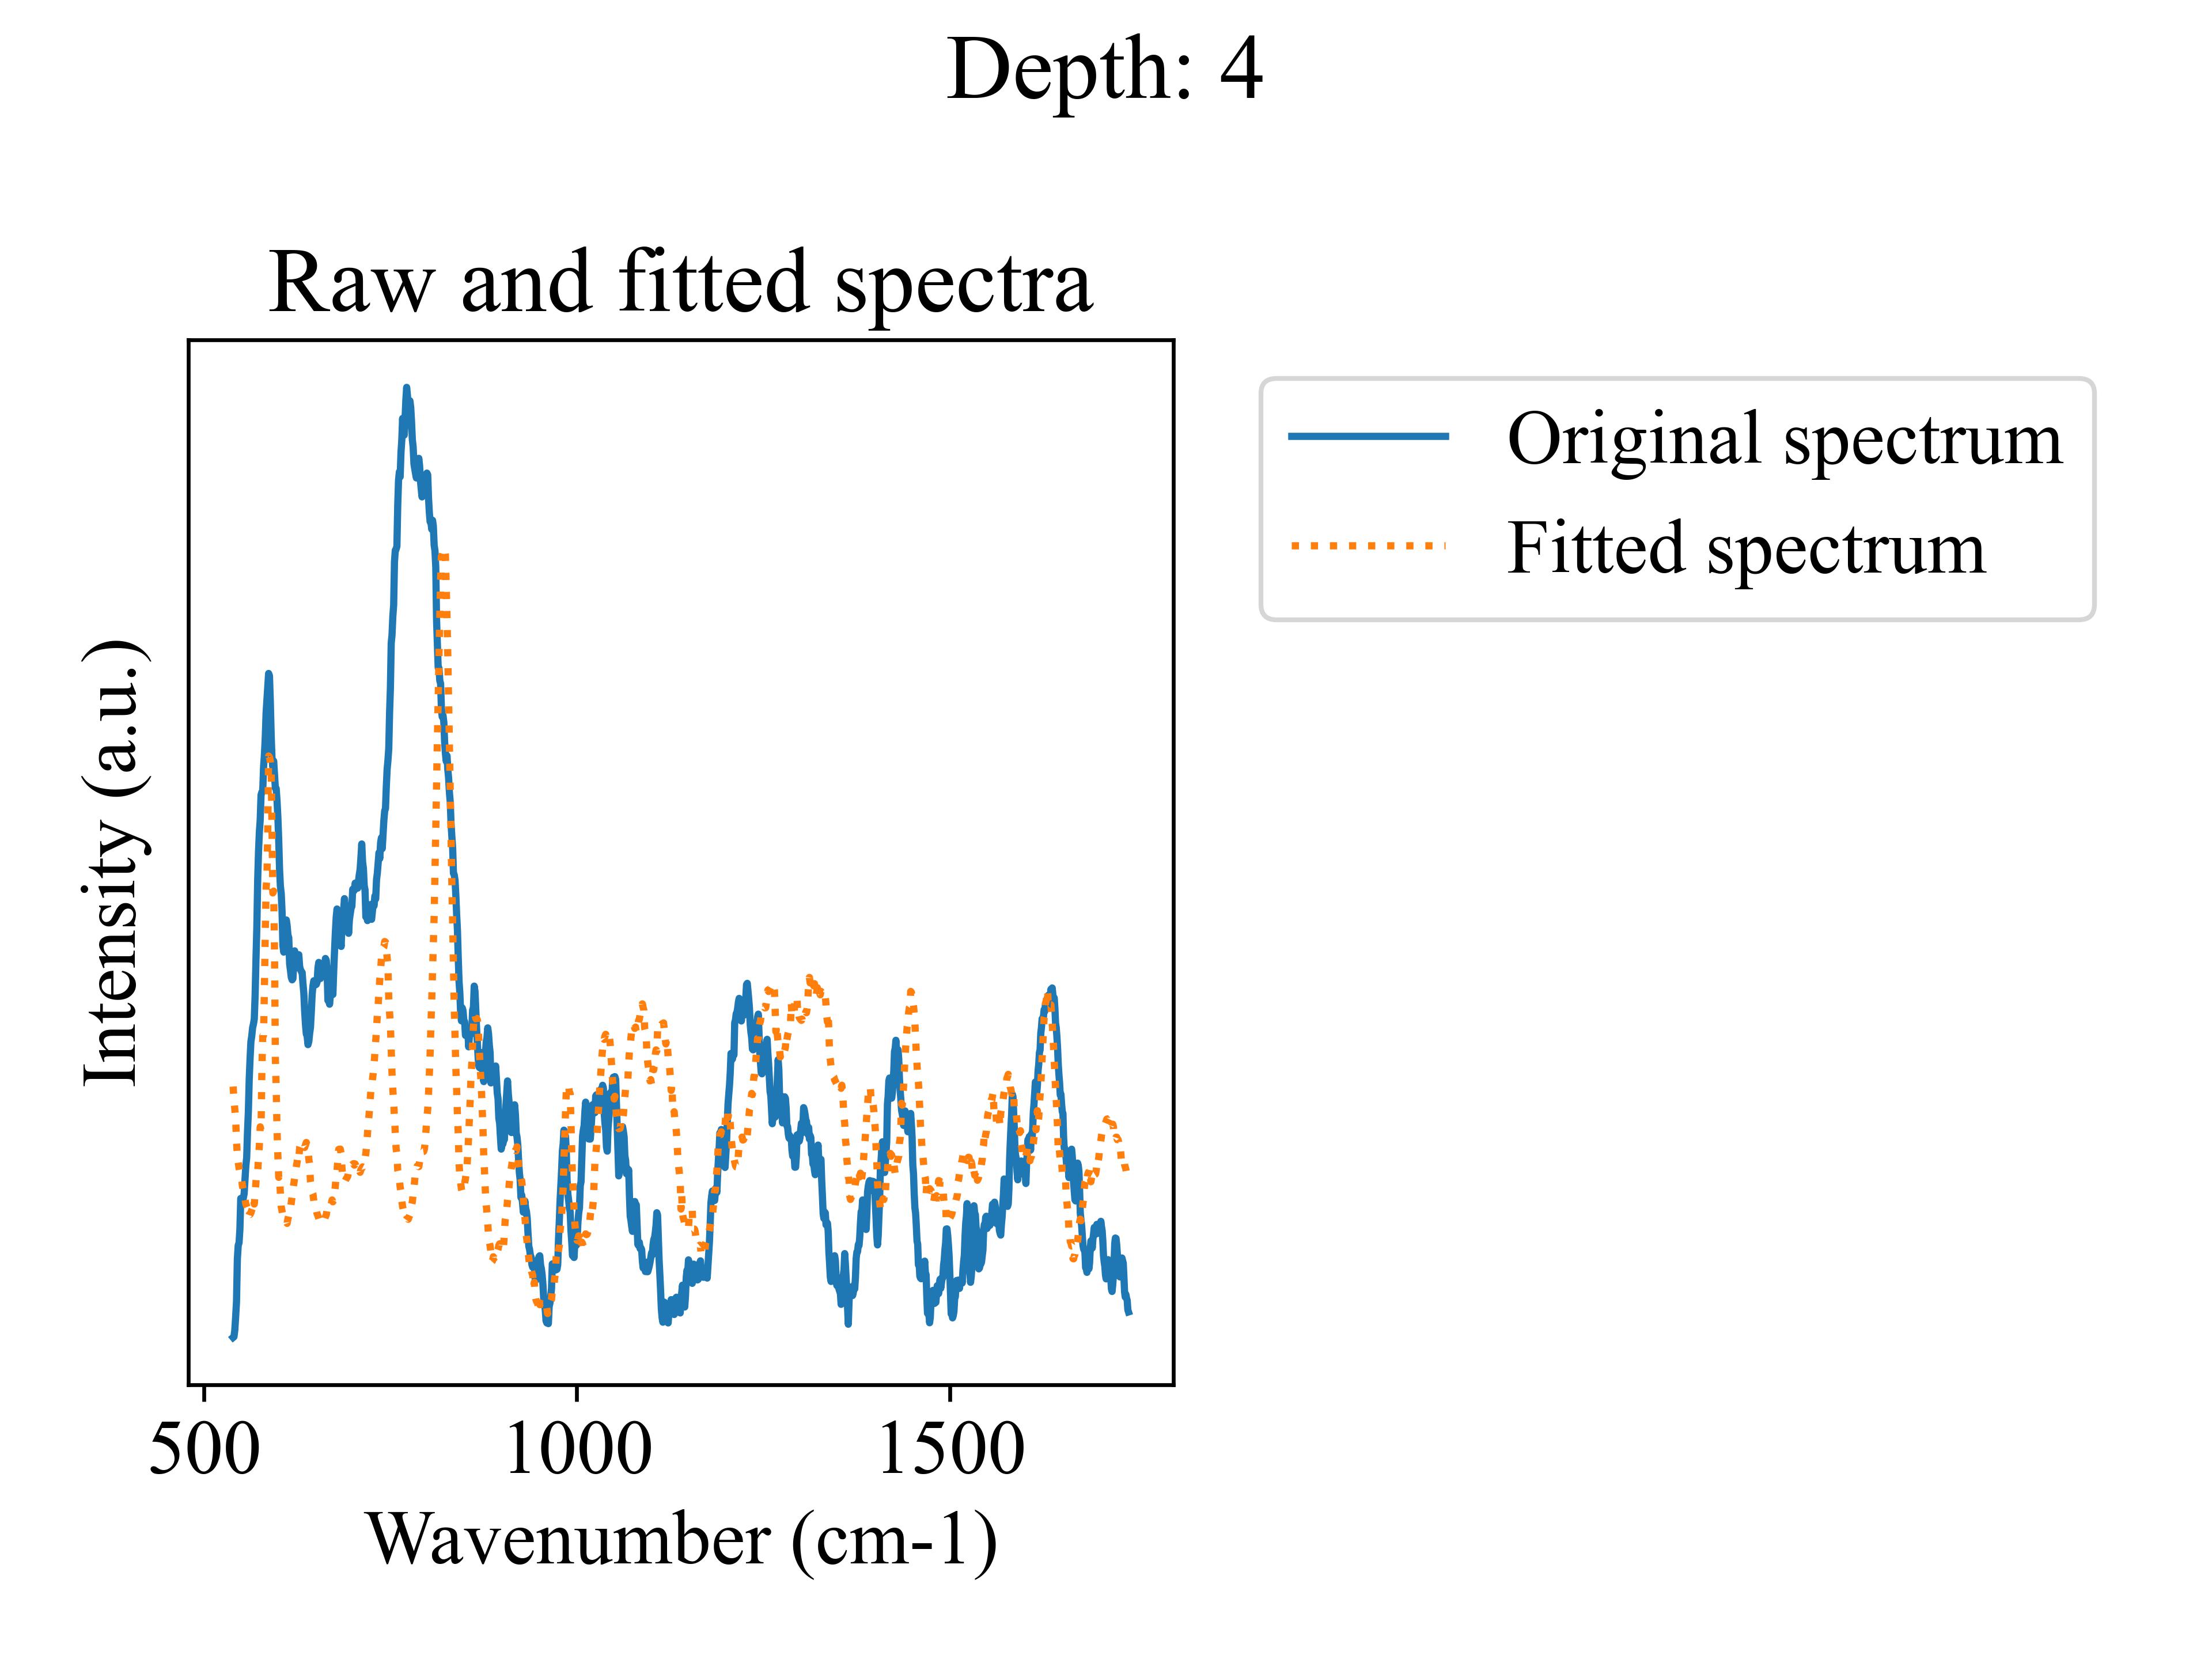 Depth: 4
Raw and fitted spectra
Original spectrum
Fitted spectrum
Intensity (a.u.)
500 1000 1500
Wavenumber (cm-1)